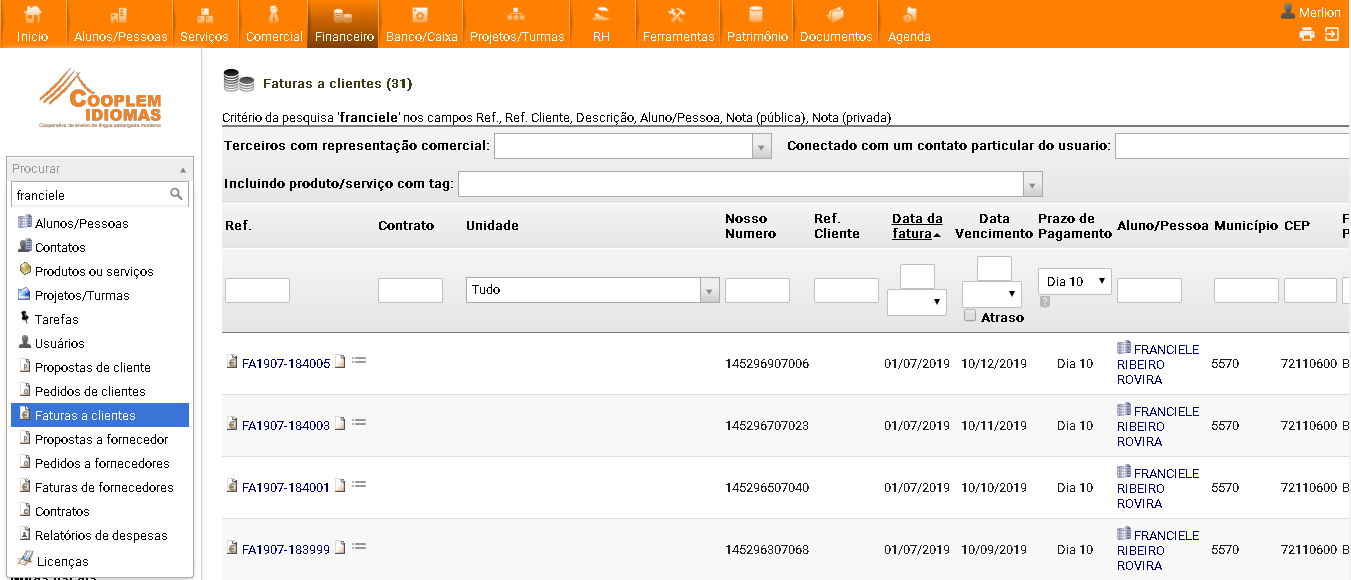 Inicio Alunos/Pessoas Serviços Comercial Financeiro Banco/Caixa Projetos/Turmas RH Ferramentas Patrimônio Documentos Agenda Merlion
COOPLEM
IDIOMAS
Cooperativa de ensino de língua estrangeira moderna
Procurar
franciele
Alunos/Pessoas
Contatos
Produtos ou serviços
Projetos/Turmas
Tarefas
Usuários
Propostas de cliente
Pedidos de clientes
Faturas a clientes
Propostas a fornecedor
Pedidos a fornecedores
Faturas de fornecedores
Contratos
Relatórios de despesas
Licenças
Faturas a clientes (31)
Critério da pesquisa 'franciele' nos campos Ref., Ref. Cliente, Descrição, Aluno/Pessoa, Nota (pública), Nota (privada)
Terceiros com representação comercial: Conectado com um contato particular do usuario:
Incluindo produto/serviço com tag:
Ref. Contrato Unidade Nosso Numero Ref. Cliente Data da fatura Data Vencimento Prazo de Pagamento Aluno/Pessoa Município CEP F P
Tudo Dia 10
Atraso
FA1907-184005 145296907006 01/07/2019 10/12/2019 Dia 10 FRANCIELE RIBEIRO ROVIRA 5570 72110600 B
FA1907-184003 145296707023 01/07/2019 10/11/2019 Dia 10 FRANCIELE RIBEIRO ROVIRA 5570 72110600 B
FA1907-184001 145296507040 01/07/2019 10/10/2019 Dia 10 FRANCIELE RIBEIRO ROVIRA 5570 72110600 B
FA1907-183999 145296307068 01/07/2019 10/09/2019 Dia 10 FRANCIELE RIBEIRO ROVIRA 5570 72110600 B